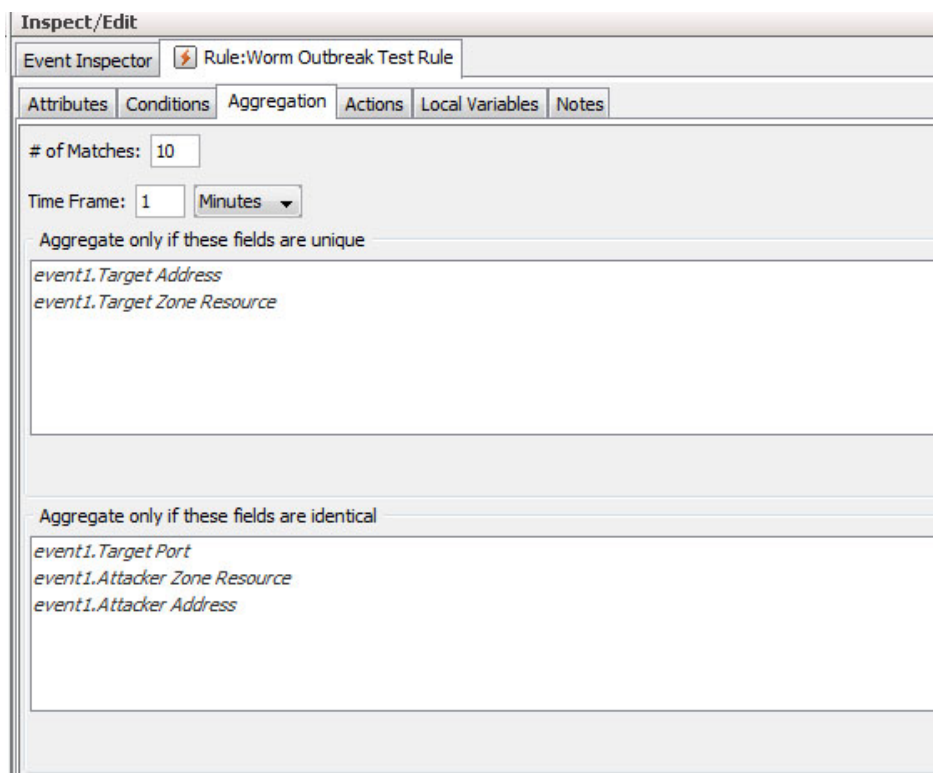 Inspect/Edit
Event Inspector Rule:Worm Outbreak Test Rule
Attributes Conditions Aggregation Actions Local Variables Notes
# of Matches: 10
Time Frame: 1 Minutes
Aggregate only if these fields are unique
event1.Target Address
event1.Target Zone Resource
Aggregate only if these fields are identical
event1.Target Port
event1.Attacker Zone Resource
event1.Attacker Address